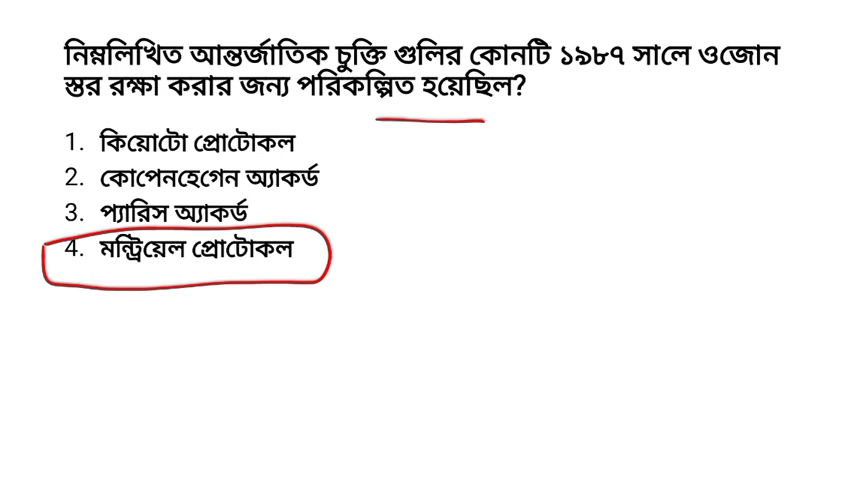 নিম্নলিখিত আন্তর্জাতিক চুক্তি গুলির কোনটি ১৯৮৭ সালে ওজোন
স্তর রক্ষা করার জন্য পরিকল্পিত হয়েছিল?
1. কিয়োটো প্রোটোকল
2. কোপেনহেগেন অ্যাকর্ড
3. প্যারিস অ্যাকর্ড
4. মন্ট্রিয়েল প্রোটোকল